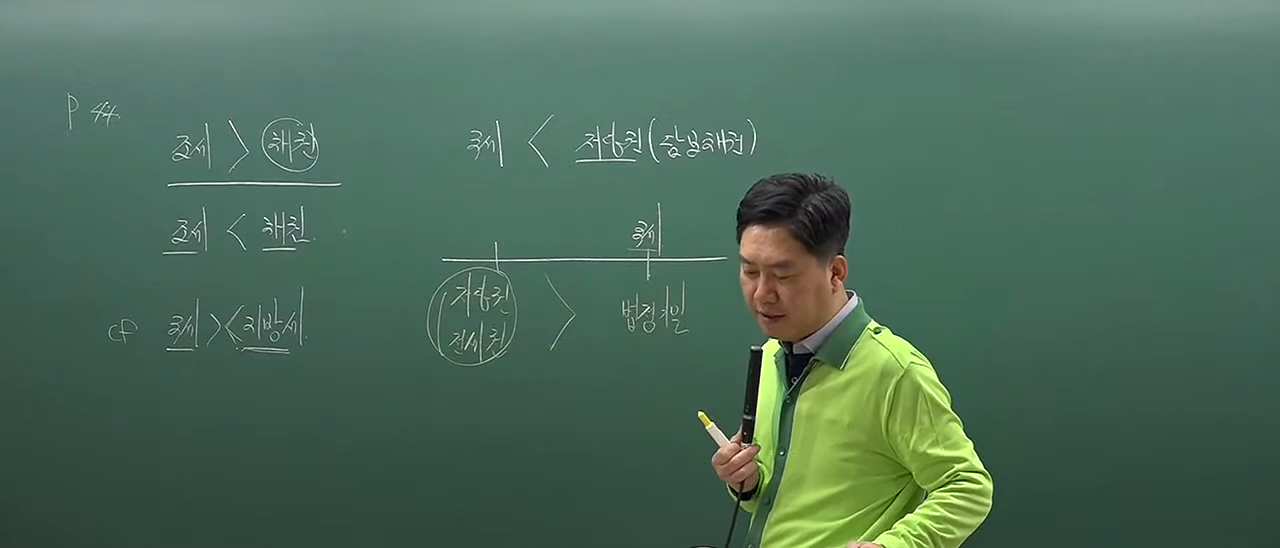 P 44.
조세 > 채권
조세 < 채권
cf 국세 >< 지방세.
국세 < 저당권(담보채권)
국세
저당권 > 법정기일
전세권